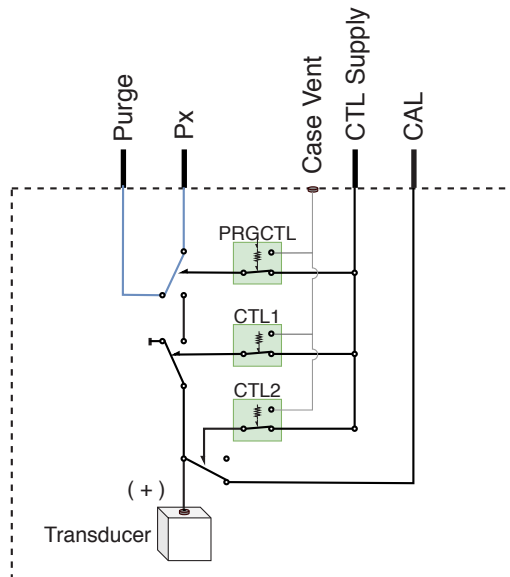 Purge
Px
Case Vent
CTL Supply
CAL
PRGCTL
CTL1
CTL2
(+)
Transducer